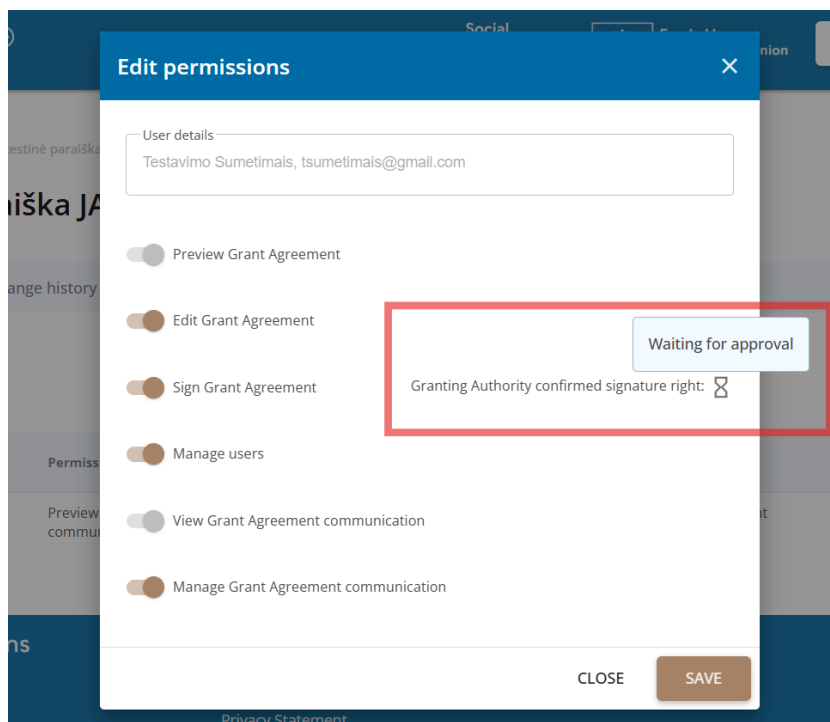 Social
nion
Edit permissions
estinė paraiška
User details
Testavimo Sumetimais, tsumetimais@gmail.com
iška JA
Preview Grant Agreement
ange history
Edit Grant Agreement
Waiting for approval
Sign Grant Agreement
Granting Authority confirmed signature right:
Manage users
Permiss
Preview
commu
View Grant Agreement communication
Manage Grant Agreement communication
ns
CLOSE
SAVE
Privacy Statement